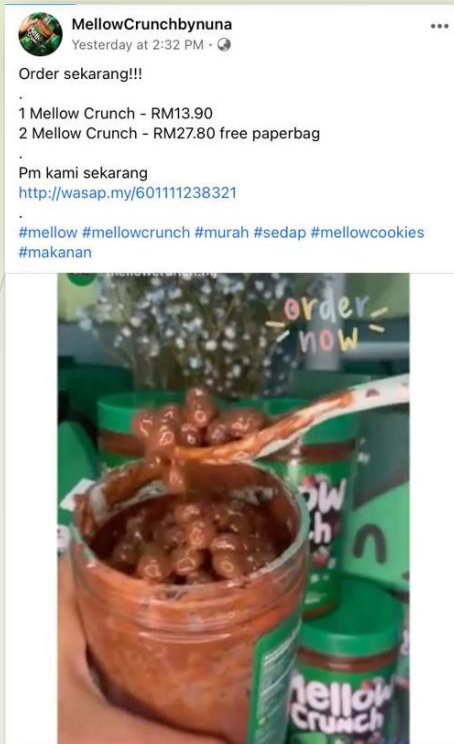 MellowCrunchbynuna
Yesterday at 2:32 PM ·
Order sekarang!!!
.
1 Mellow Crunch - RM13.90
2 Mellow Crunch - RM27.80 free paperbag
.
Pm kami sekarang
http://wasap.my/601111238321
.
#mellow #mellowcrunch #murah #sedap #mellowcookies
#makanan
order
now
Mellow
Crunch